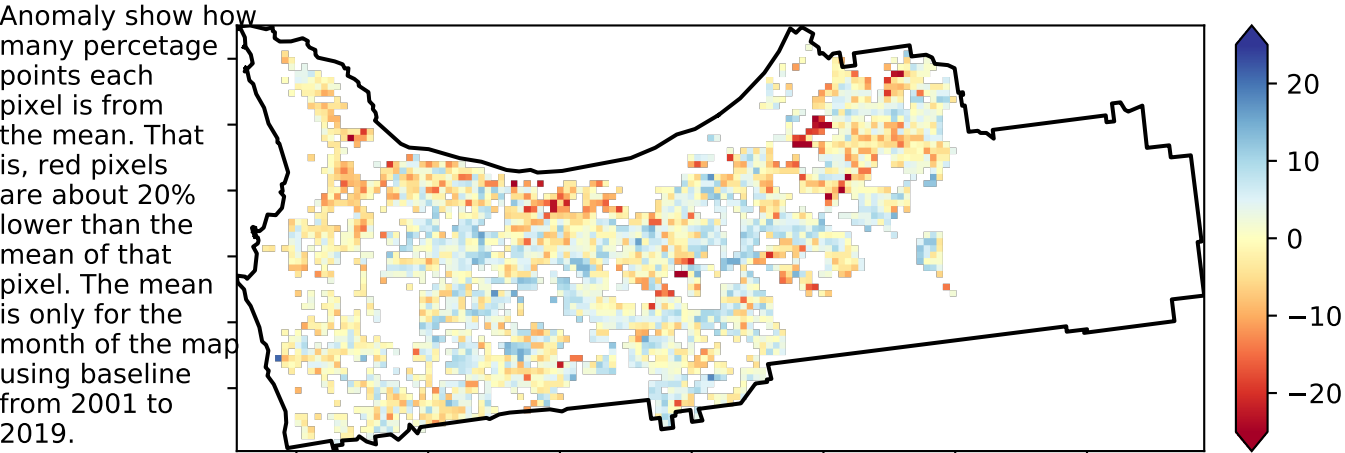 Anomaly show how
many percetage
points each
pixel is from
the mean. That
is, red pixels
are about 20%
lower than the
mean of that
pixel. The mean
is only for the
month of the map
using baseline
from 2001 to
2019.
20
10
0
−10
−20